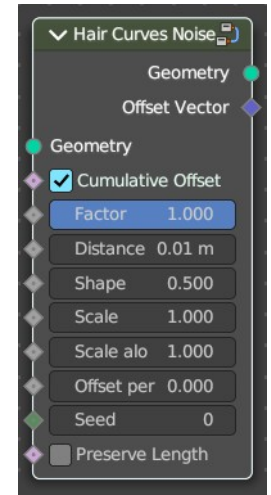 Hair Curves Noise
Geometry
Offset Vector
Geometry
Cumulative Offset
Factor 1.000
Distance 0.01 m
Shape 0.500
Scale 1.000
Scale alo 1.000
Offset per 0.000
Seed 0
Preserve Length